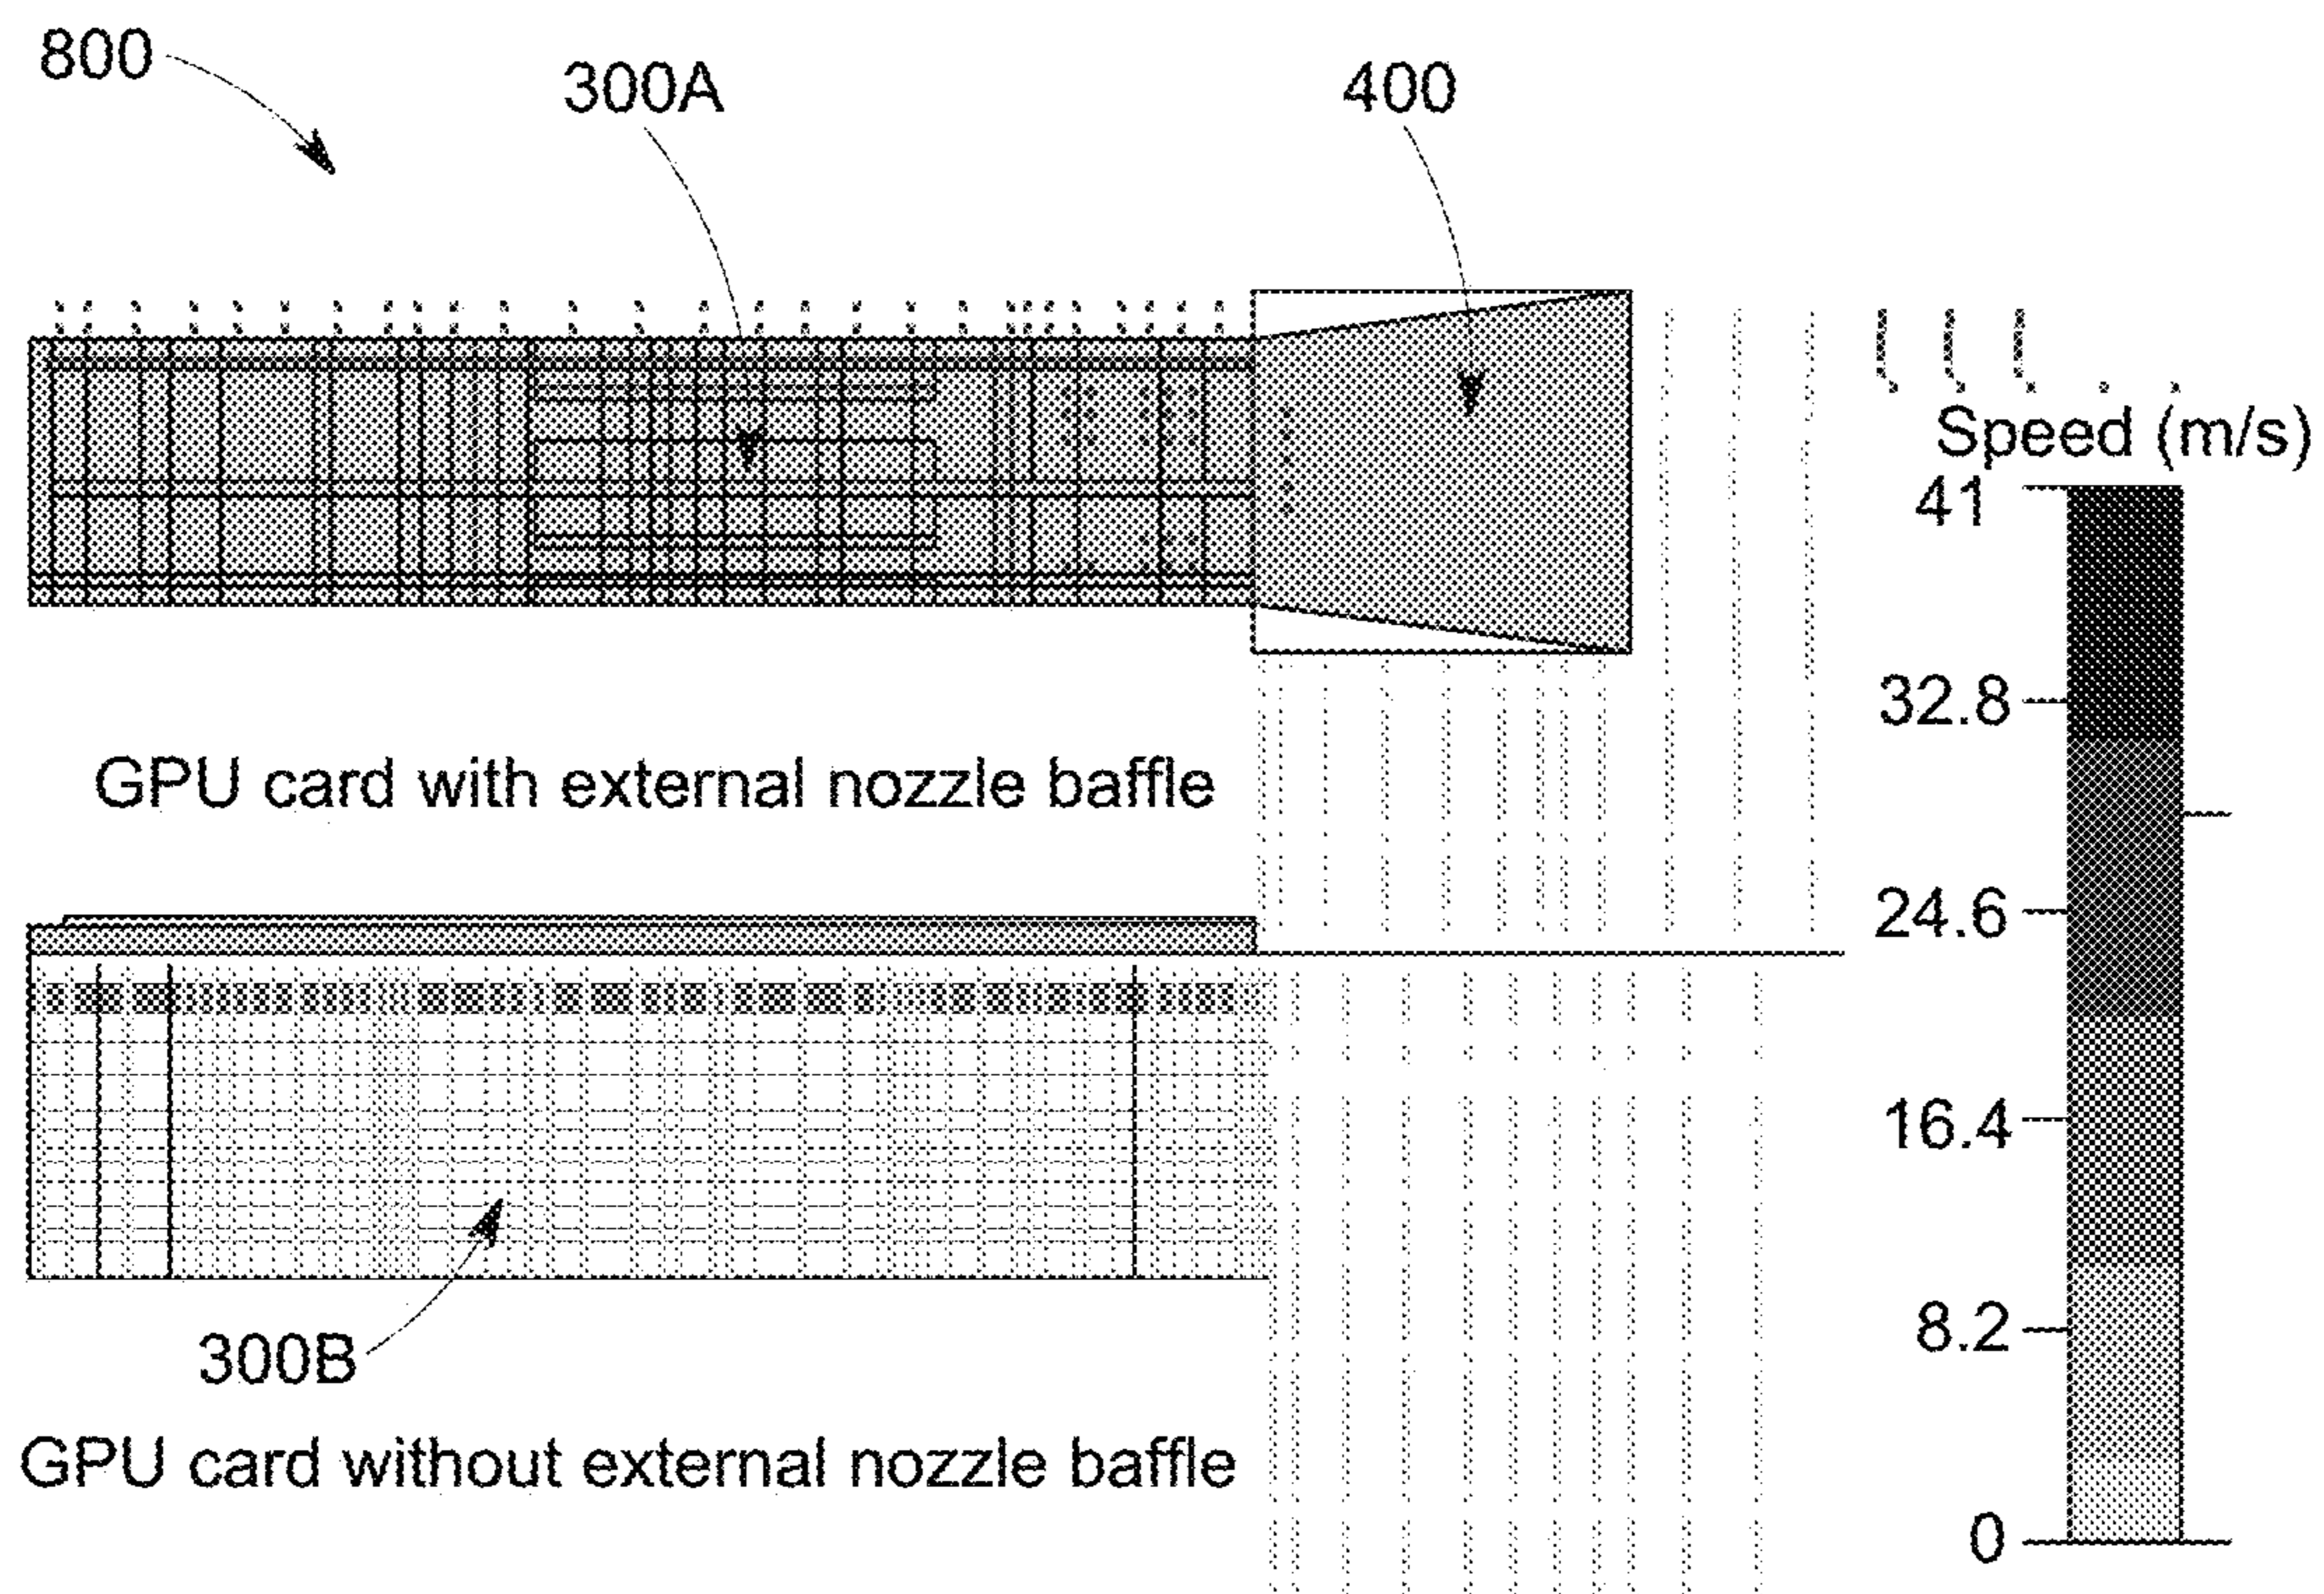 800
300A
400
Speed (m/s)
41
32.8
GPU card with external nozzle baffle
24.6
16.4
8.2
300B
GPU card without external nozzle baffle
0